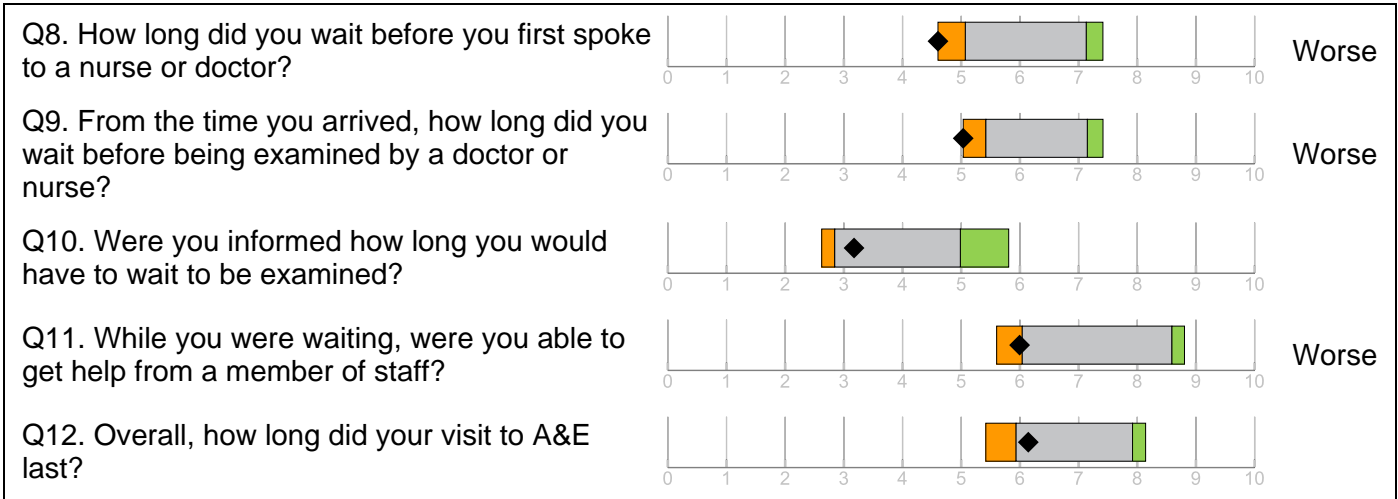 Q8. How long did you wait before you first spoke
to a nurse or doctor?
0 1 2 3 4 5 6 7 8 9 10
Worse
Q9. From the time you arrived, how long did you
wait before being examined by a doctor or
nurse?
0 1 2 3 4 5 6 7 8 9 10
Worse
Q10. Were you informed how long you would
have to wait to be examined?
0 1 2 3 4 5 6 7 8 9 10
Q11. While you were waiting, were you able to
get help from a member of staff?
0 1 2 3 4 5 6 7 8 9 10
Worse
Q12. Overall, how long did your visit to A&E
last?
0 1 2 3 4 5 6 7 8 9 10